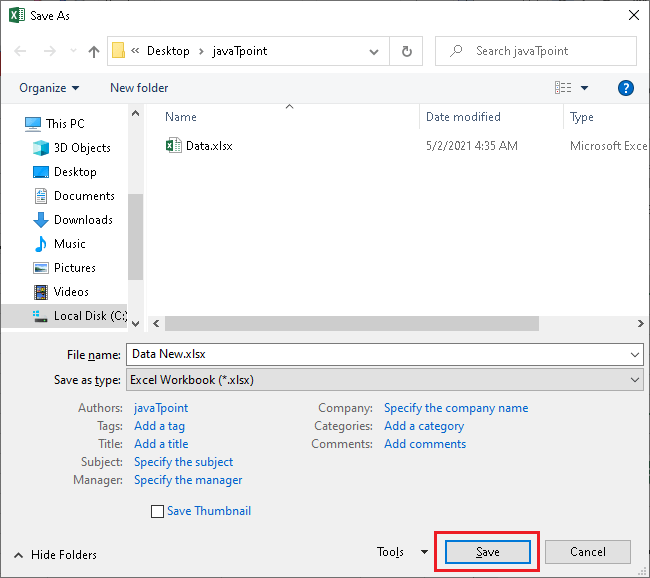 Save As
Desktop javaTpoint
Search javaTpoint
Organize New folder
Name Date modified Type
This PC
3D Objects
Desktop
Documents
Downloads
Music
Pictures
Videos
Local Disk (C:)
Data.xlsx 5/2/2021 4:35 AM Microsoft Exce
File name: Data New.xlsx
Save as type: Excel Workbook (*.xlsx)
Authors: javaTpoint
Tags: Add a tag
Title: Add a title
Subject: Specify the subject
Manager: Specify the manager
Company: Specify the company name
Categories: Add a category
Comments: Add comments
Save Thumbnail
Hide Folders
Tools Save Cancel